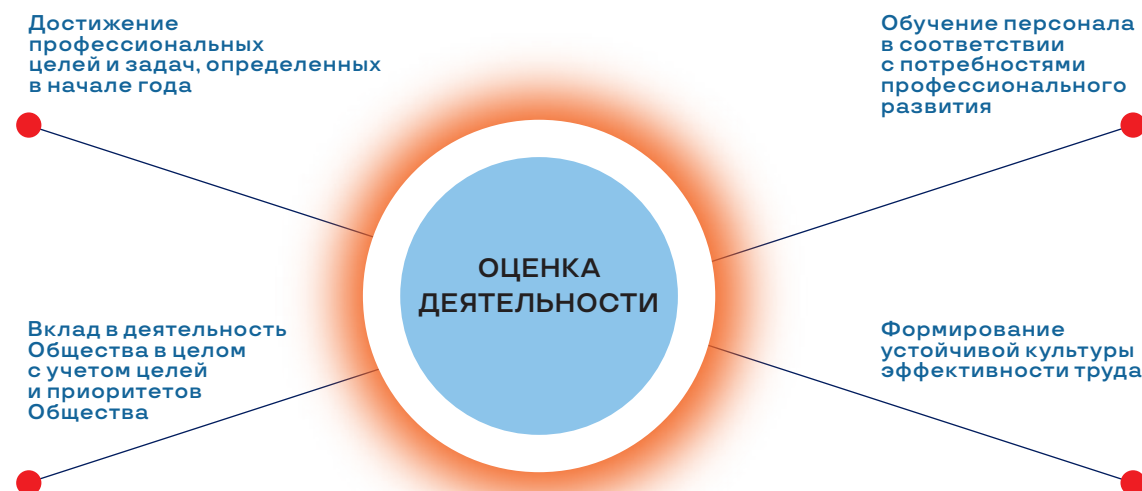 Достижение
профессиональных
целей и задач, определенных
в начале года
Обучение персонала
в соответствии
с потребностями
профессионального
развития
ОЦЕНКА
ДЕЯТЕЛЬНОСТИ
Вклад в деятельность
Общества в целом
с учетом целей
и приоритетов
Общества
Формирование
устойчивой культуры
эффективности труда